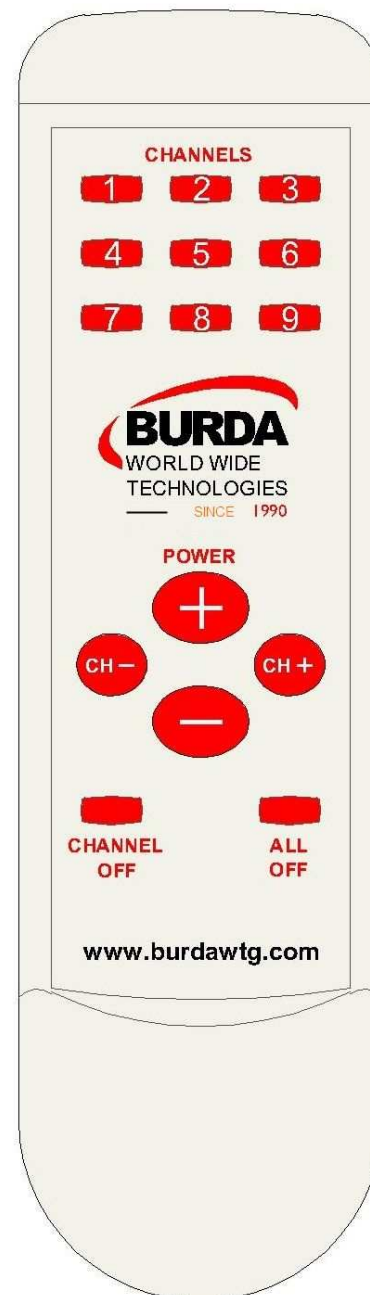 CHANNELS
1 2 3
4 5 6
7 8 9
BURDA
WORLD WIDE
TECHNOLOGIES
SINCE 1990
POWER
+
CH − CH +
−
CHANNEL OFF
ALL OFF
www.burdawtg.com